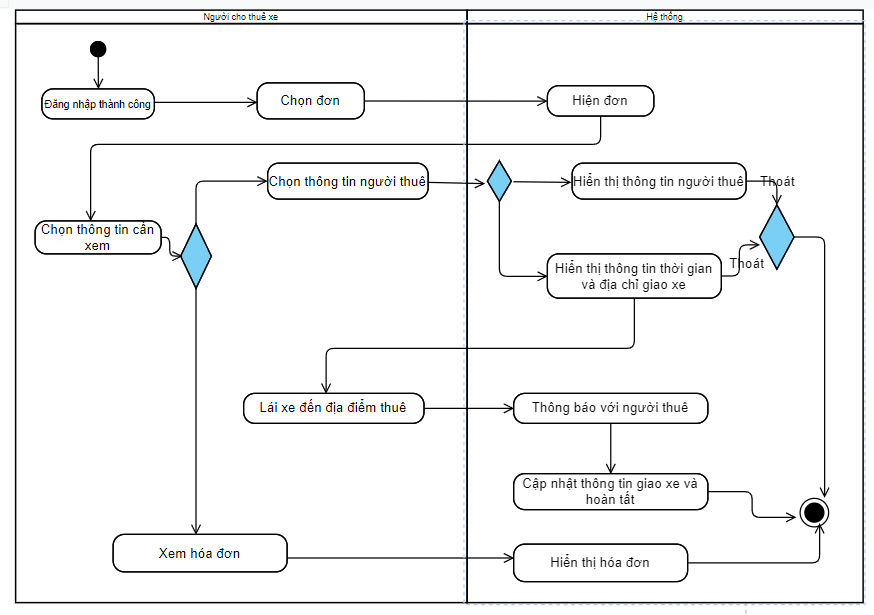 Người cho thuê xe
Hệ thống
Đăng nhập thành công
Chọn đơn
Hiện đơn
Chọn thông tin người thuê
Hiển thị thông tin người thuê
Thoát
Chọn thông tin cần
xem
Thoát
Hiển thị thông tin thời gian
và địa chỉ giao xe
Lái xe đến địa điểm thuê
Thông báo với người thuê
Cập nhật thông tin giao xe và
hoàn tất
Xem hóa đơn
Hiển thị hóa đơn